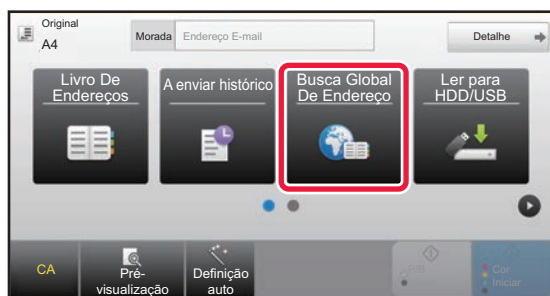 Original
A4
Morada
Endereço E-mail
Detalhe
Livro De
Endereços
A enviar histórico
Busca Global
De Endereço
Ler para
HDD/USB
CA
Pré-
visualização
Definição
auto
P/B
Iniciar
Cor
Iniciar